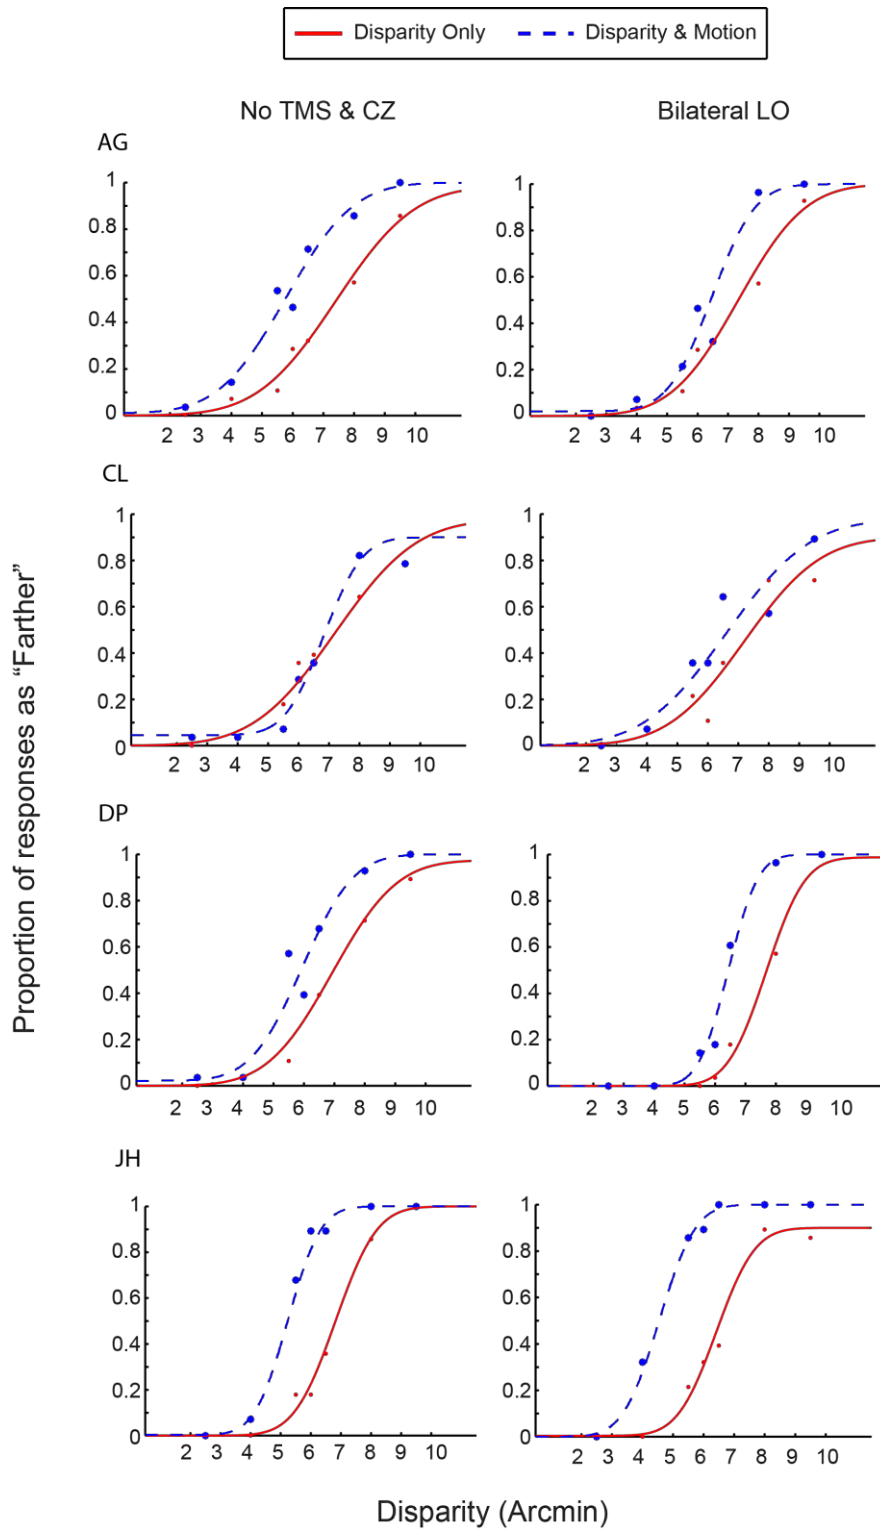 Disparity Only Disparity & Motion
No TMS & CZ Bilateral LO
AG
1 1
0.8 0.8
0.6 0.6
0.4 0.4
0.2 0.2
0 0
2 3 4 5 6 7 8 9 10 2 3 4 5 6 7 8 9 10
CL
1 1
0.8 0.8
0.6 0.6
0.4 0.4
0.2 0.2
0 0
2 3 4 5 6 7 8 9 10 2 3 4 5 6 7 8 9 10
DP
1 1
0.8 0.8
0.6 0.6
0.4 0.4
0.2 0.2
0 0
2 3 4 5 6 7 8 9 10 2 3 4 5 6 7 8 9 10
JH
1 1
0.8 0.8
0.6 0.6
0.4 0.4
0.2 0.2
0 0
2 3 4 5 6 7 8 9 10 2 3 4 5 6 7 8 9 10
Proportion of responses as “Farther”
Disparity (Arcmin)